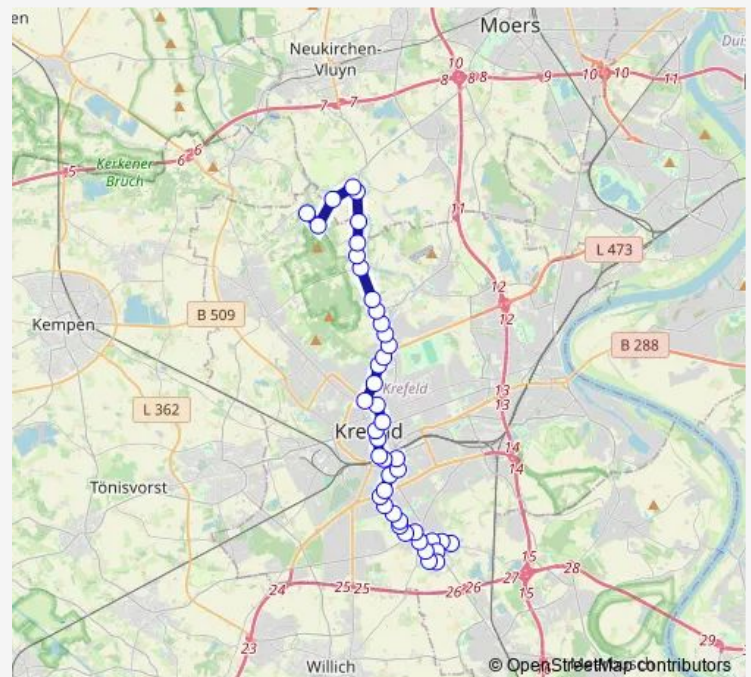 en
Moers
Neukirchen-
Vluyn
Duis
10
8 8 8
9
10 10
11
7 7
6
6
5
Kerkener
Bruch
11
L 473
12
12
B 509
Kempen
B 288
Krefeld
13
13
L 362
Krefeld
14
14
Tönisvorst
15
27
28
15
24
25 25
26 26
23
29
Willich
© OpenStreetMap contributors